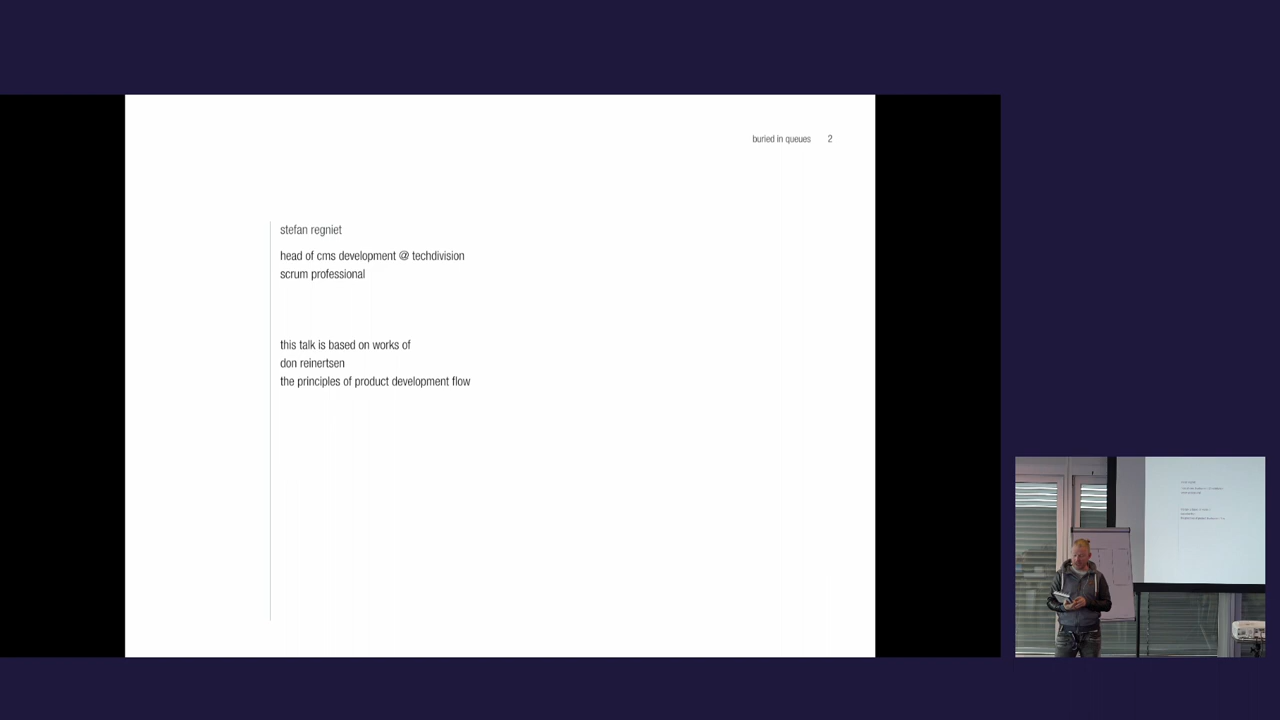 buried in queues 2
stefan regniet
head of cms development @ techdivision
scrum professional
this talk is based on works of
don reinertsen
the principles of product development flow